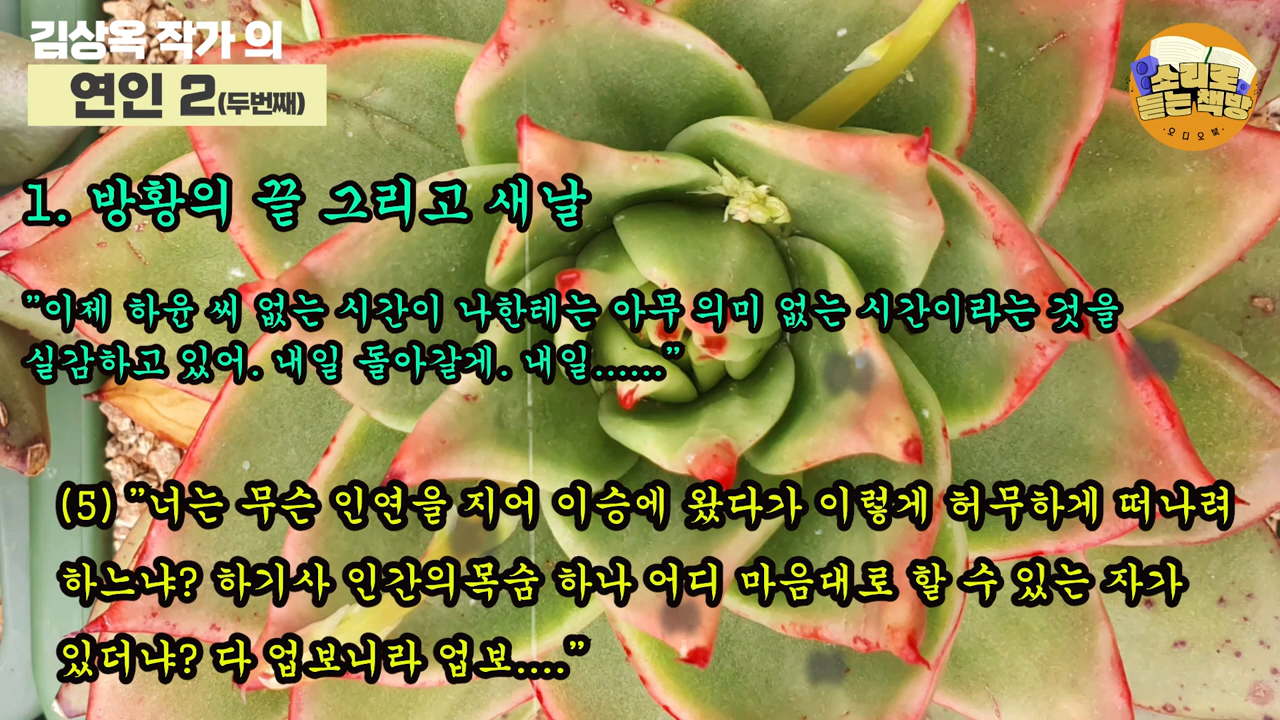 김상옥 작가 의
연인 2(두번째)
소리로
듣는 책방
·오디오북·
1. 방황의 끝 그리고 새 날
"이제 하윤 씨 없는 시간이 나한테는 아무 의미 없는 시간이라는 것을
실감하고 있어. 내일 돌아갈게. 내일......"
(5) "너는 무슨 인연을 지어 이승에 왔다가 이렇게 허무하게 떠나려
하느냐? 하기사 인간의목숨 하나 어디 마음대로 할 수 있는 자가
있더냐? 다 업보니라 업보...."